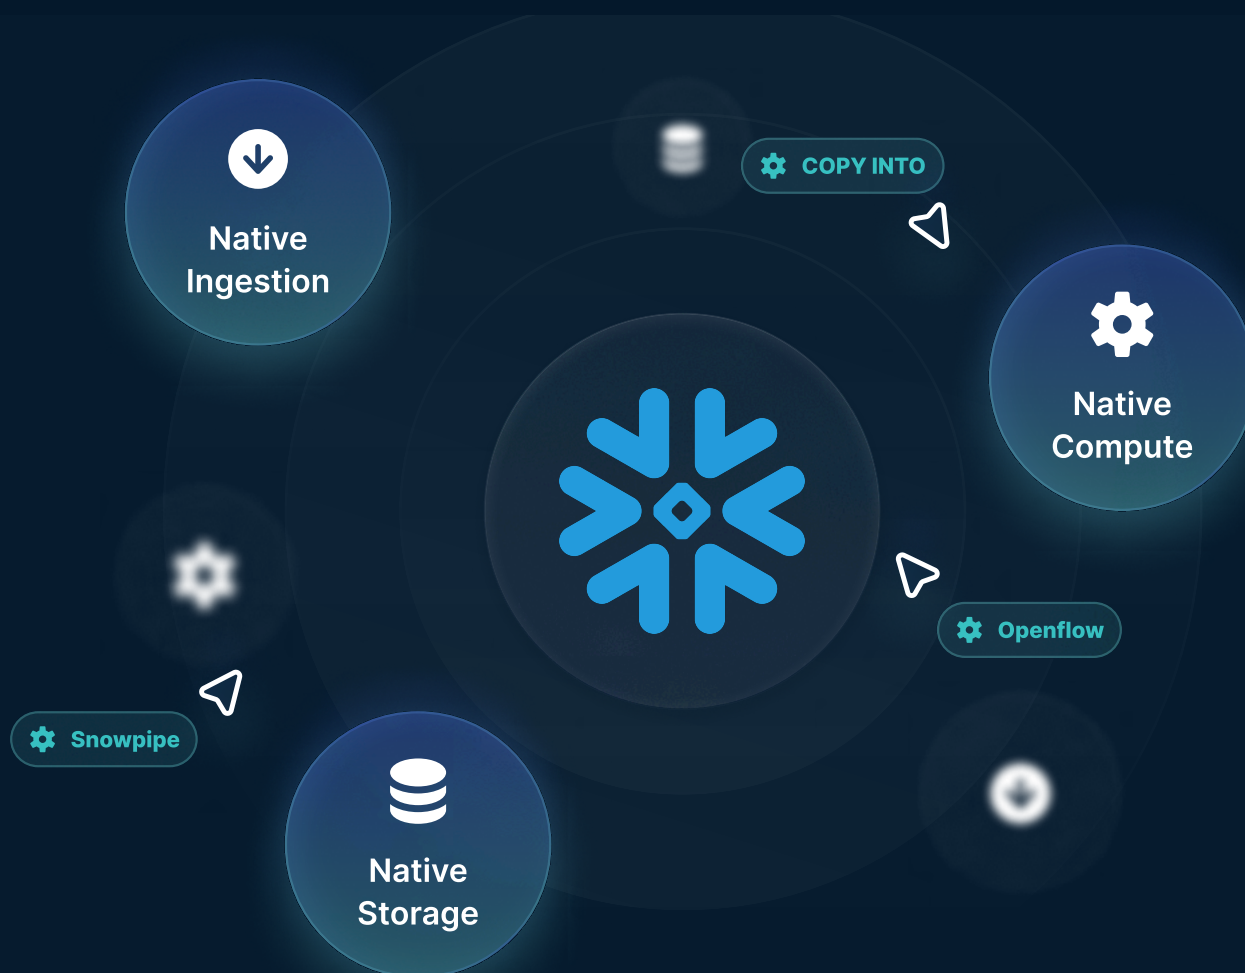 COPY INTO
Native
Ingestion
Native
Compute
Openflow
Snowpipe
Native
Storage